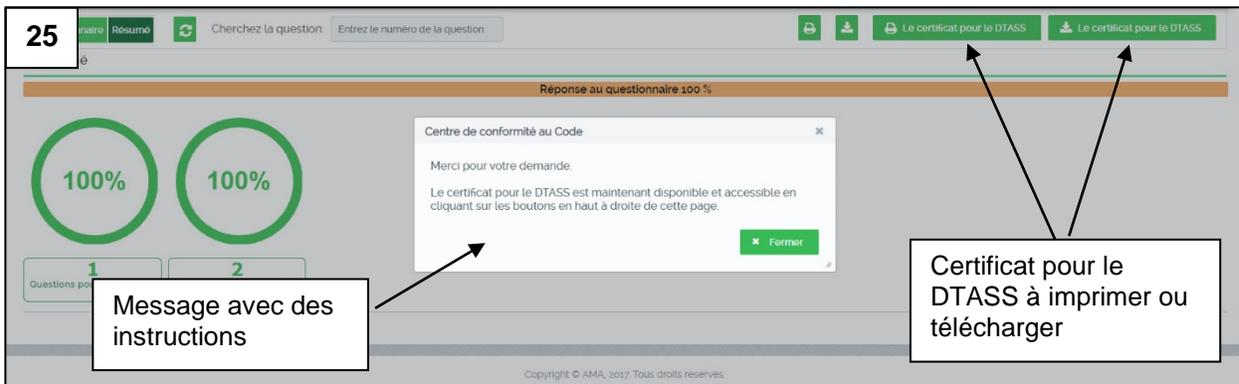 25
naire Résumé Cherchez la question: Entrez le numéro de la question Le certificat pour le DTASS Le certificat pour le DTASS
é
Réponse au questionnaire 100 %
Centre de conformité au Code
Merci pour votre demande.
Le certificat pour le DTASS est maintenant disponible et accessible en
cliquant sur les boutons en haut à droite de cette page.
Fermer
100% 100%
1 2
Questions
Message avec des
instructions
Certificat pour le
DTASS à imprimer ou
télécharger
Copyright © AMA, 2017. Tous droits réservés.